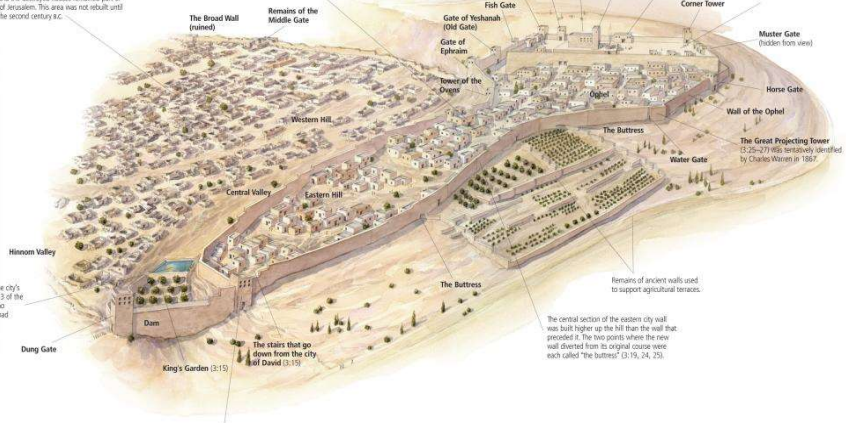 of Jerusalem. This area was not rebuilt until
the second century B.C.
The Broad Wall
(ruined)
Remains of the
Middle Gate
Fish Gate
Gate of Yeshanah
(Old Gate)
Gate of
Ephraim
Tower of the
Ovens
Corner Tower
Muster Gate
(hidden from view)
Horse Gate
Wall of the Ophel
The Great Projecting Tower
(3:25–27) was tentatively identified
by Charles Warren in 1867.
Ophel
The Buttress
Water Gate
Western Hill
Central Valley
Eastern Hill
Hinnom Valley
e city's
3 of the
Dam
Dung Gate
King's Garden (3:15)
The stairs that go
down from the city
of David (3:15)
The Buttress
Remains of ancient walls used
to support agricultural terraces.
The central section of the eastern city wall
was built higher up the hill than the wall that
preceded it. The two points where the new
wall diverted from its original course were
each called "the buttress" (3:19, 24, 25).